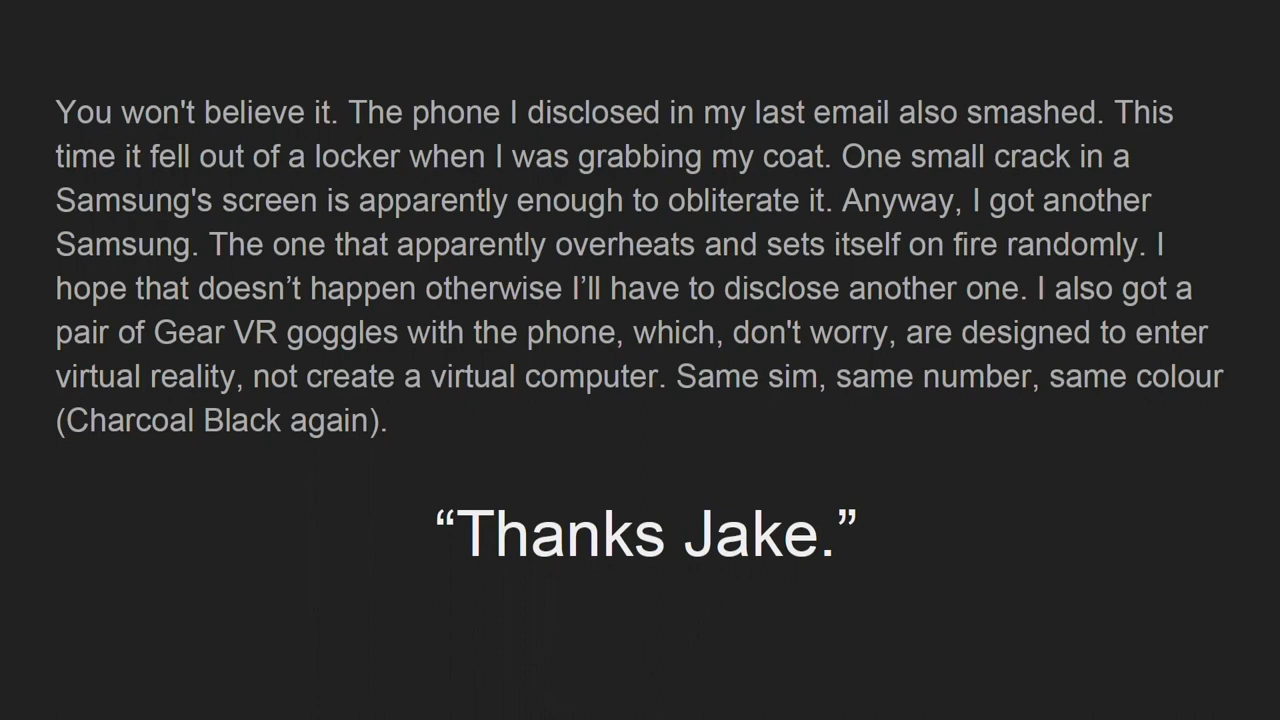 You won't believe it. The phone I disclosed in my last email also smashed. This
time it fell out of a locker when I was grabbing my coat. One small crack in a
Samsung's screen is apparently enough to obliterate it. Anyway, I got another
Samsung. The one that apparently overheats and sets itself on fire randomly. I
hope that doesn’t happen otherwise I’ll have to disclose another one. I also got a
pair of Gear VR goggles with the phone, which, don't worry, are designed to enter
virtual reality, not create a virtual computer. Same sim, same number, same colour
(Charcoal Black again).
“Thanks Jake.”